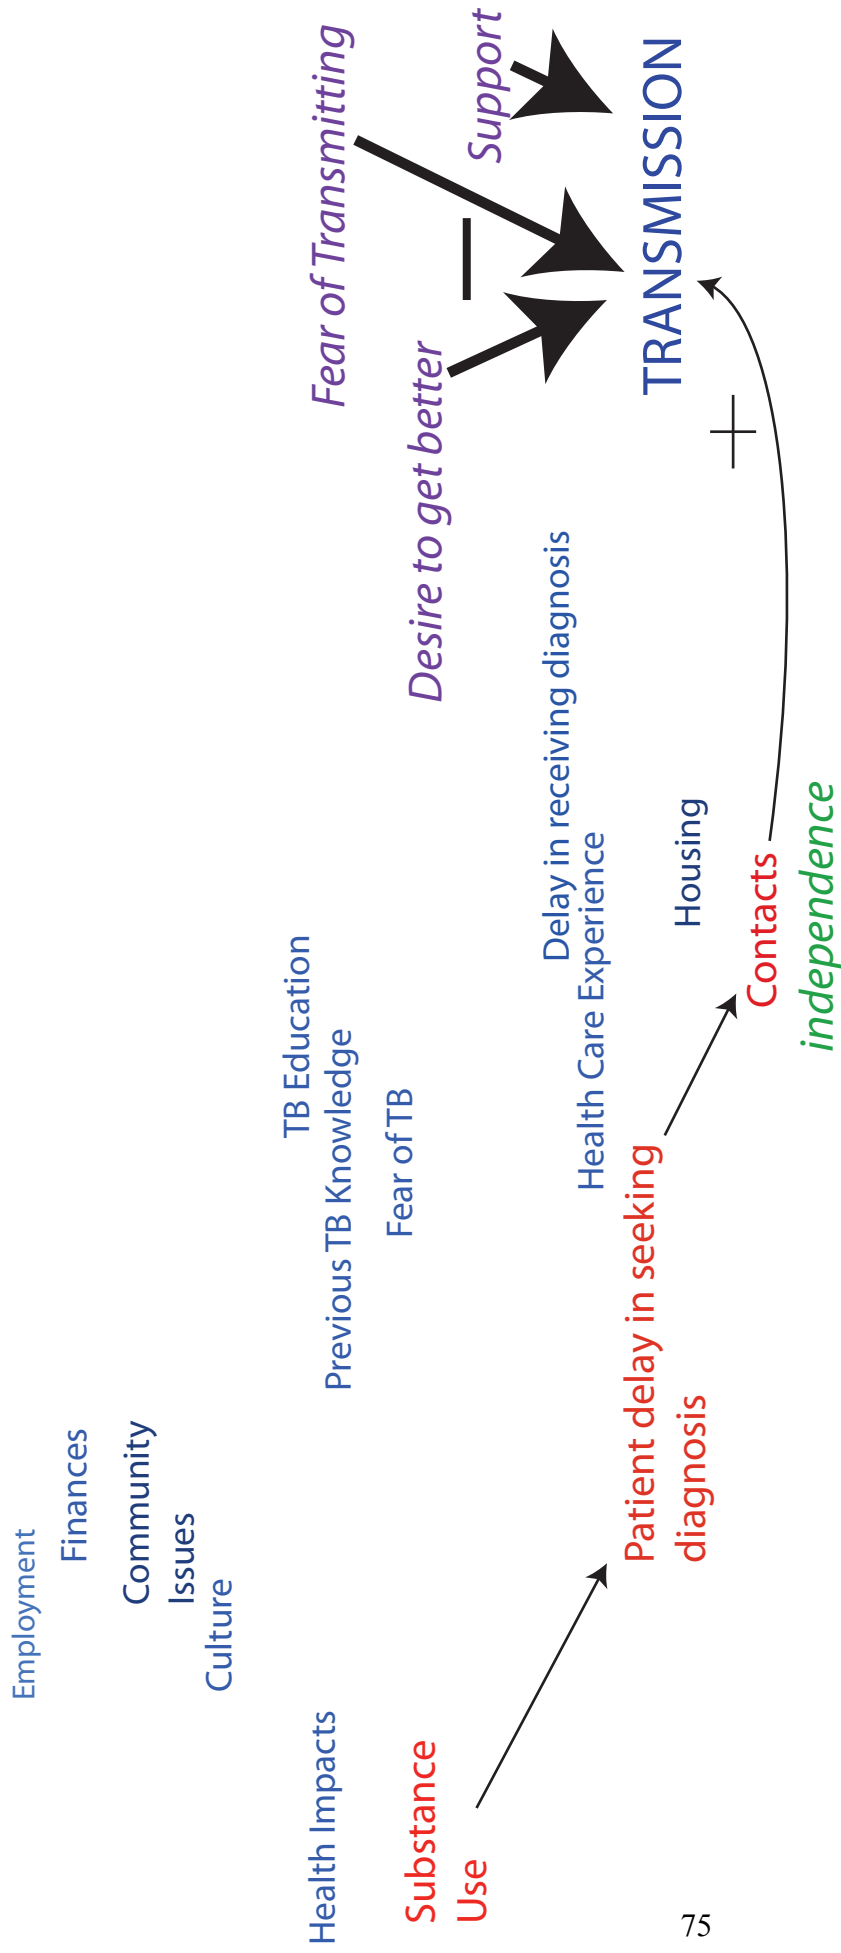 Employment
Finances
Community
Issues
Culture
Health Impacts
Substance
Use
TB Education
Previous TB Knowledge
Fear of TB
Patient delay in seeking
diagnosis
Delay in receiving diagnosis
Health Care Experience
Housing
Contacts
independence
Fear of Transmitting
Desire to get better
Support
TRANSMISSION
75